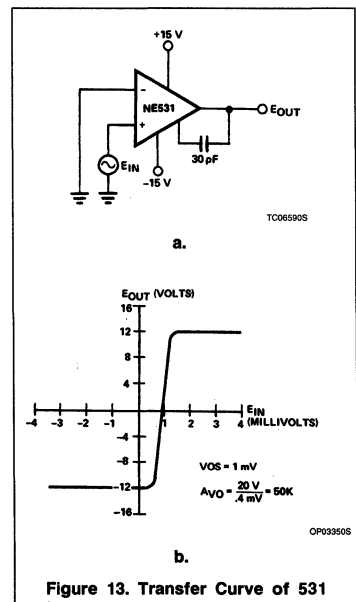 +15 V
−
NE531
+
EOUT
30 pF
EIN
−15 V
TC06590S
a.
EOUT (VOLTS)
16
12
8
4
−4 −3 −2 −1 1 2 3 4
EIN
(MILLIVOLTS)
−4
−8
−12
−16
VOS = 1 mV
AVO = 20 V / .4 mV = 50K
OP03350S
b.
Figure 13. Transfer Curve of 531